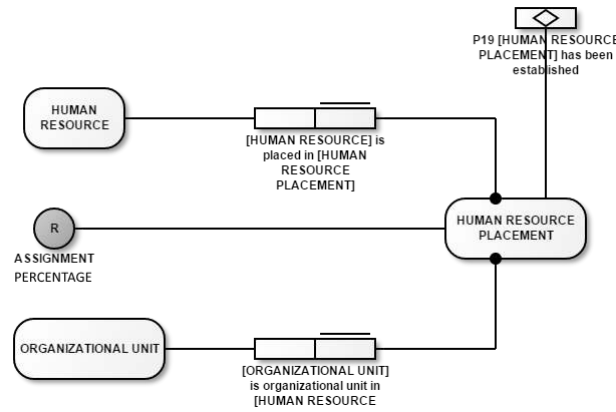 P19 [HUMAN RESOURCE
PLACEMENT] has been
established
HUMAN
RESOURCE
[HUMAN RESOURCE] is
placed in [HUMAN
RESOURCE
PLACEMENT]
HUMAN RESOURCE
PLACEMENT
R
ASSIGNMENT
PERCENTAGE
ORGANIZATIONAL UNIT
[ORGANIZATIONAL UNIT]
is organizational unit in
[HUMAN RESOURCE